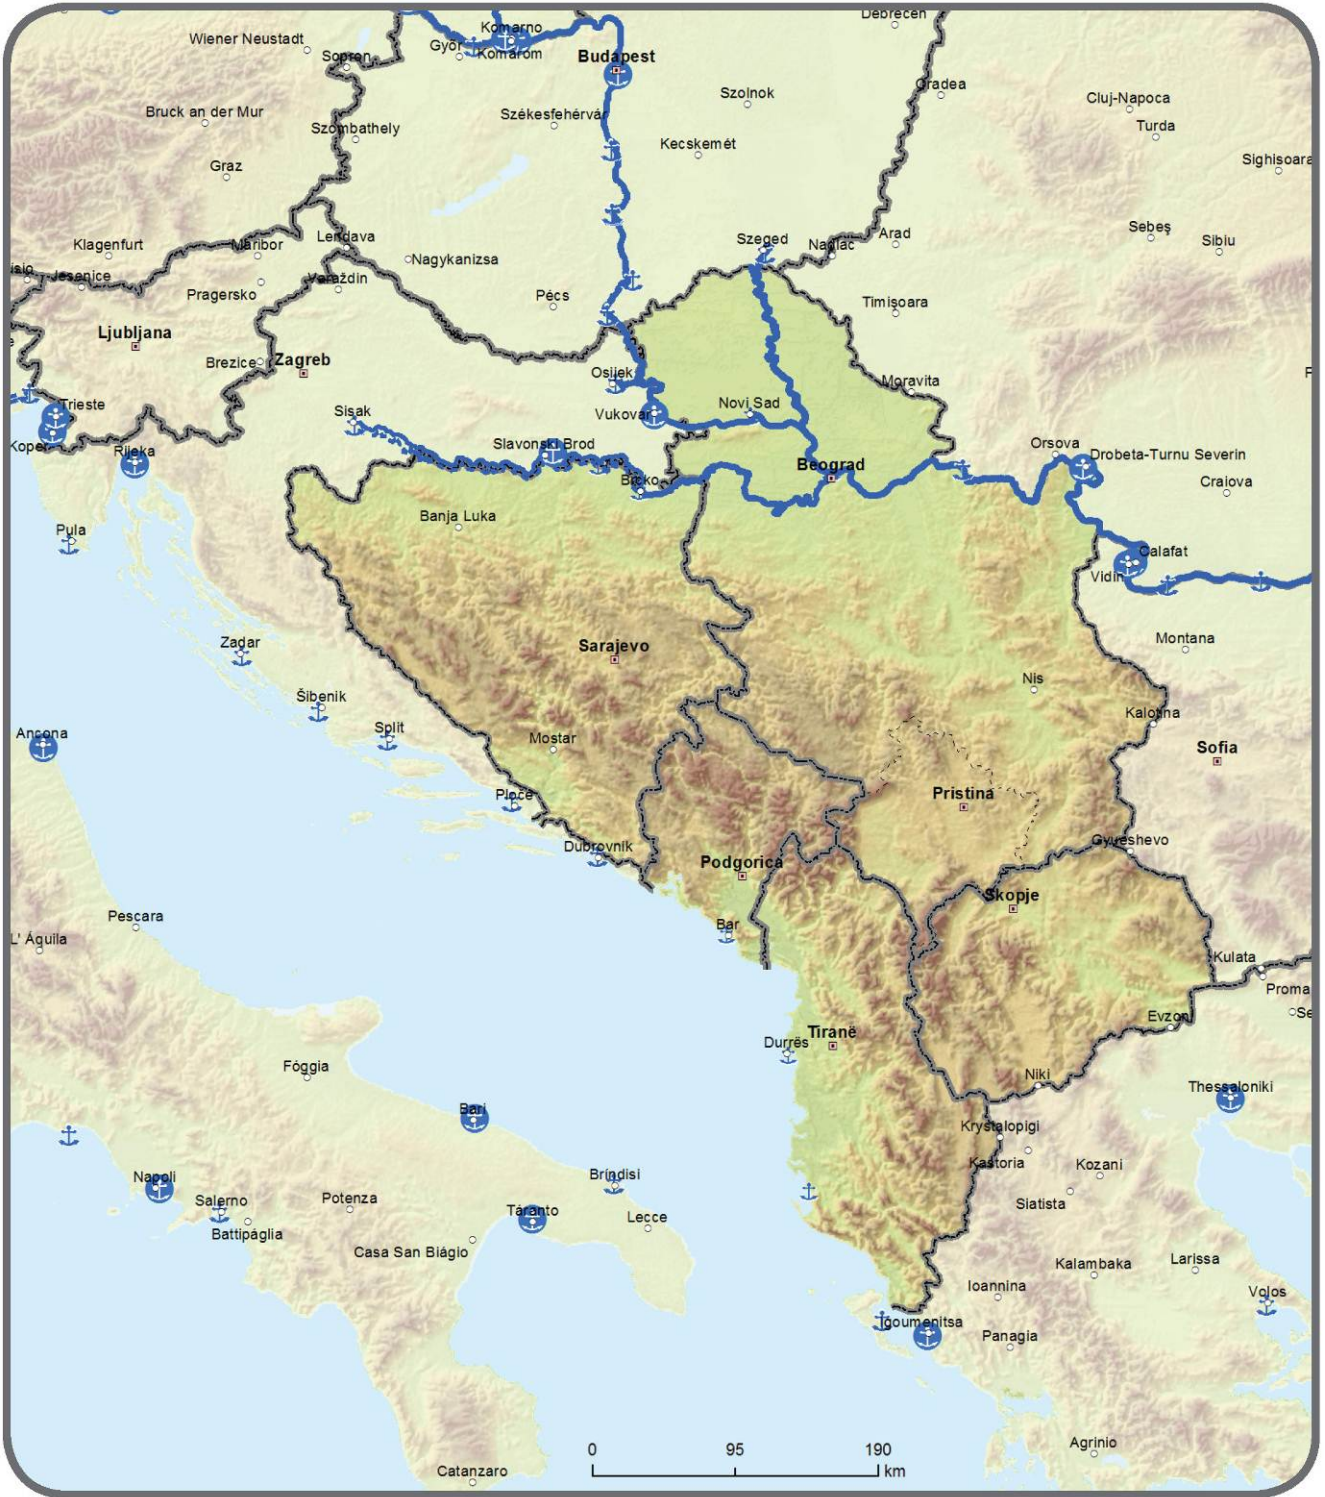 Debrecen
Komarno
Wiener Neustadt
Győr
Komárom
Sopron
Budapest
Oradea
Szolnok
Cluj-Napoca
Bruck an der Mur
Székesfehérvár
Turda
Szombathely
Kecskemét
Sighisoara
Graz
Sebeş
Klagenfurt
Maribor
Lendava
Szeged
Nadlac
Arad
Sibiu
Nagykanizsa
Jesenice
Varaždin
Pragersko
Pécs
Timişoara
Ljubljana
Brezice
Zagreb
Osijek
Moravita
Trieste
Novi Sad
Sisak
Vukovar
Koper
Rijeka
Slavonski Brod
Orsova
Drobeta-Turnu Severin
Beograd
Brcko
Craiova
Banja Luka
Pula
Calafat
Vidin
Zadar
Sarajevo
Montana
Nis
Šibenik
Kalotina
Split
Ancona
Mostar
Sofia
Pristina
Ploče
Dubrovnik
Gyueshevo
Podgorica
Skopje
Pescara
Bar
L' Áquila
Kulata
Proma
Evzoni
Se
Tiranë
Durrës
Fóggia
Niki
Thessaloniki
Bari
Krystalopigi
Kastoria
Kozani
Napoli
Bríndisi
Salerno
Potenza
Siatista
Táranto
Lecce
Battipáglia
Casa San Biágio
Larissa
Kalambaka
Ioannina
Volos
Igoumenitsa
Panagia
Agrinio
0 95 190
km
Catanzaro